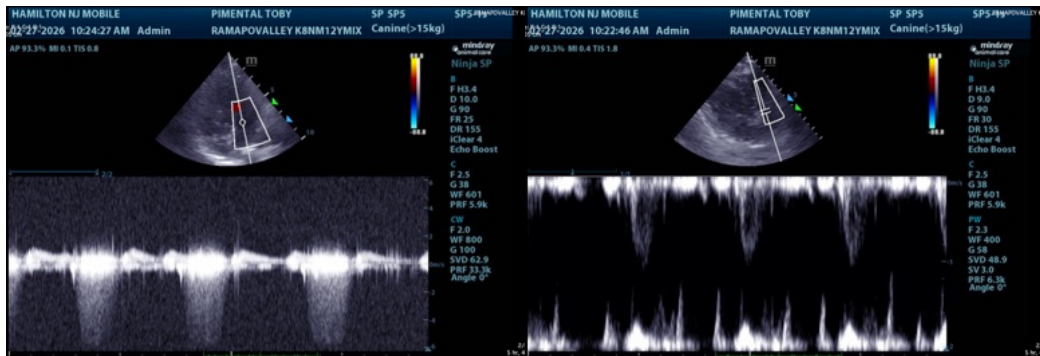 HAMILTON NJ MOBILE PIMENTAL TOBY SP SP5
02-27-2026 10:24:27 AM Admin RAMAPOVALLEY K8NM12YMIX Canine(>15kg)
AP 93.3% MI 0.1 TIS 0.8
mindray
animal care
Ninja SP
B
F H3.4
D 10.0
G 90
FR 25
DR 155
iClear 4
Echo Boost
C
F 2.5
G 38
WF 601
PRF 5.9k
CW
F 2.0
WF 800
G 100
SVD 62.9
PRF 33.3k
Angle 0°
2/2
HAMILTON NJ MOBILE PIMENTAL TOBY SP SP5
02-27-2026 10:22:46 AM Admin RAMAPOVALLEY K8NM12YMIX Canine(>15kg)
AP 93.3% MI 0.4 TIS 1.8
mindray
animal care
Ninja SP
B
F H3.4
D 9.0
G 90
FR 30
DR 155
iClear 4
Echo Boost
C
F 2.5
G 38
WF 601
PRF 5.9k
PW
F 2.3
WF 400
G 58
SVD 48.9
SV 3.0
PRF 6.3k
Angle 0°